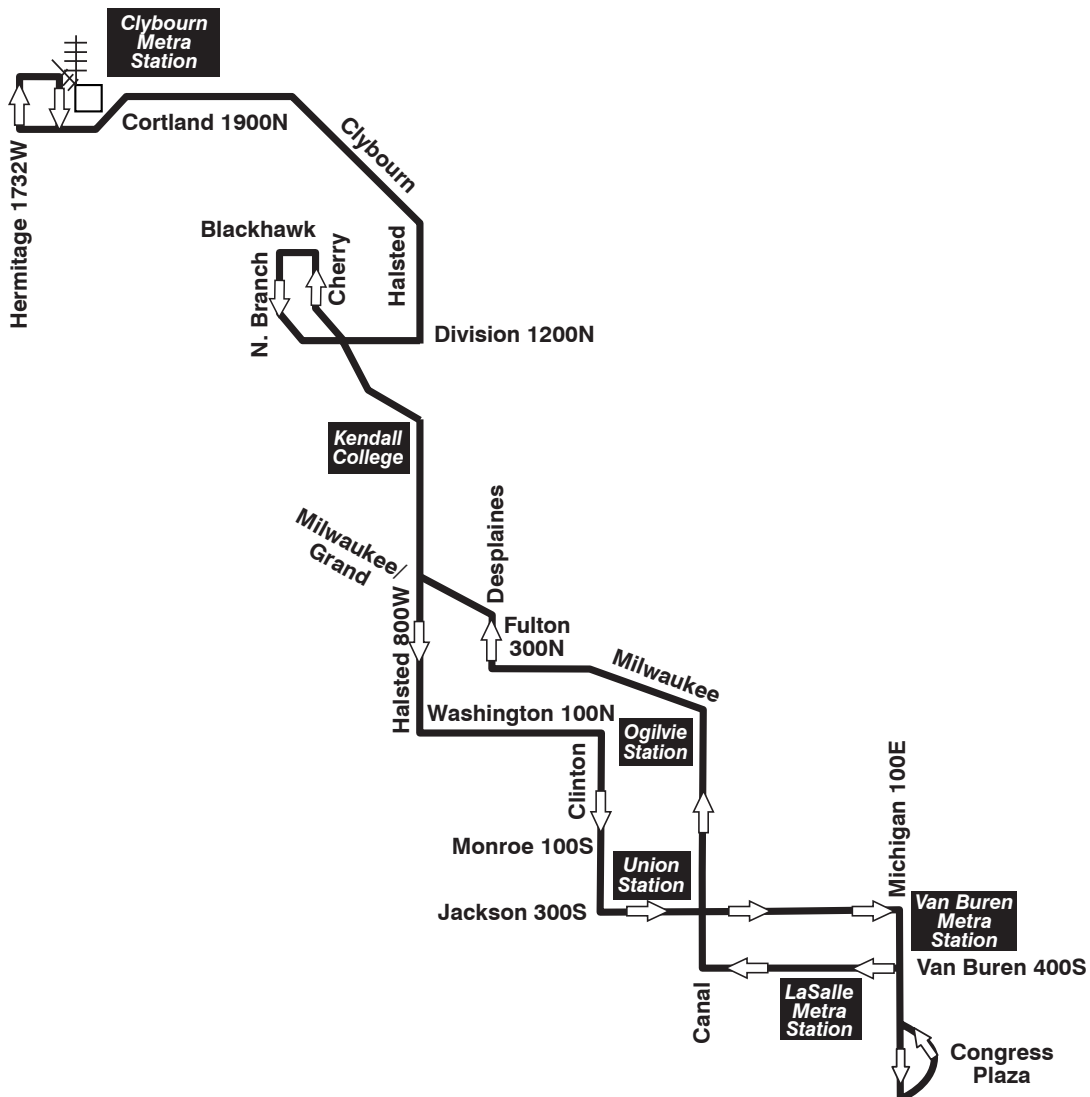 Clybourn
Metra
Station
Cortland 1900N
Clybourn
Hermitage 1732W
Blackhawk
N. Branch
Cherry
Halsted
Division 1200N
Kendall
College
Milwaukee/
Grand
Desplaines
Halsted 800W
Fulton
300N
Milwaukee
Washington 100N
Ogilvie
Station
Clinton
Michigan 100E
Monroe 100S
Union
Station
Jackson 300S
Van Buren
Metra
Station
Van Buren 400S
Canal
LaSalle
Metra
Station
Congress
Plaza